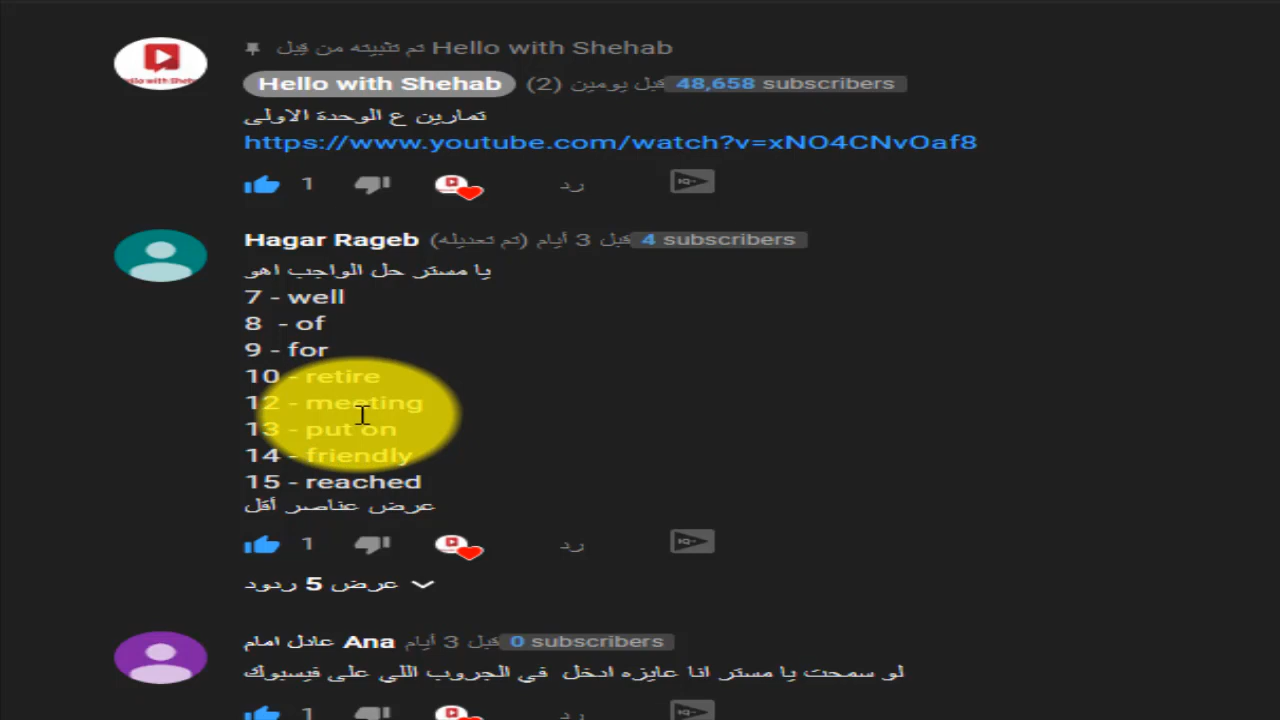 تم تثبيته من قبل Hello with Shehab
Hello with Shehab قبل يومين (2) 48,658 subscribers
تمارين ع الوحدة الاولى
https://www.youtube.com/watch?v=xNO4CNvOaf8
1 رد
Hagar Rageb قبل 3 أيام (تم تعديله) 4 subscribers
يا مستر حل الواجب اهو
7 - well
8 - of
9 - for
10 - retire
12 - meeting
13 - put on
14 - friendly
15 - reached
عرض عناصر أقل
1 رد
عرض 5 ردود
Ana عادل امام قبل 3 أيام 0 subscribers
لو سمحت يا مستر انا عايزه ادخل في الجروب اللي على فيسبوك
1 رد